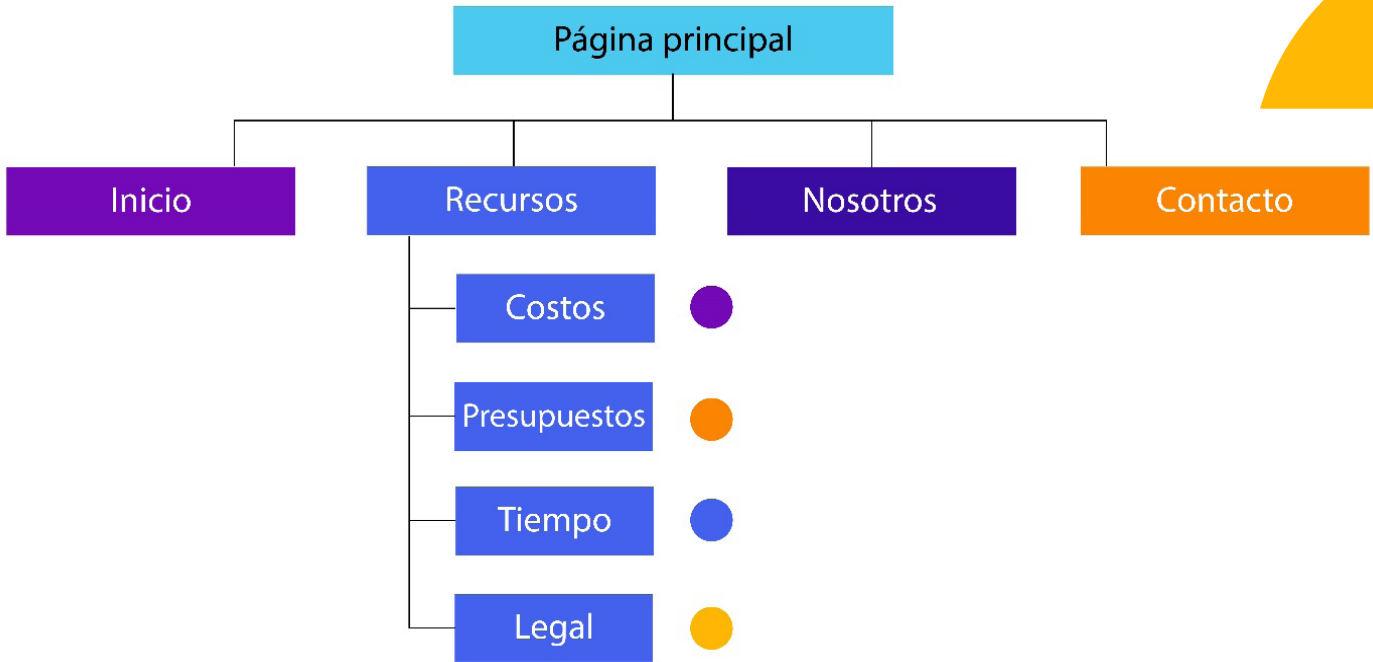 Página principal
Inicio
Recursos
Nosotros
Contacto
Costos
Presupuestos
Tiempo
Legal